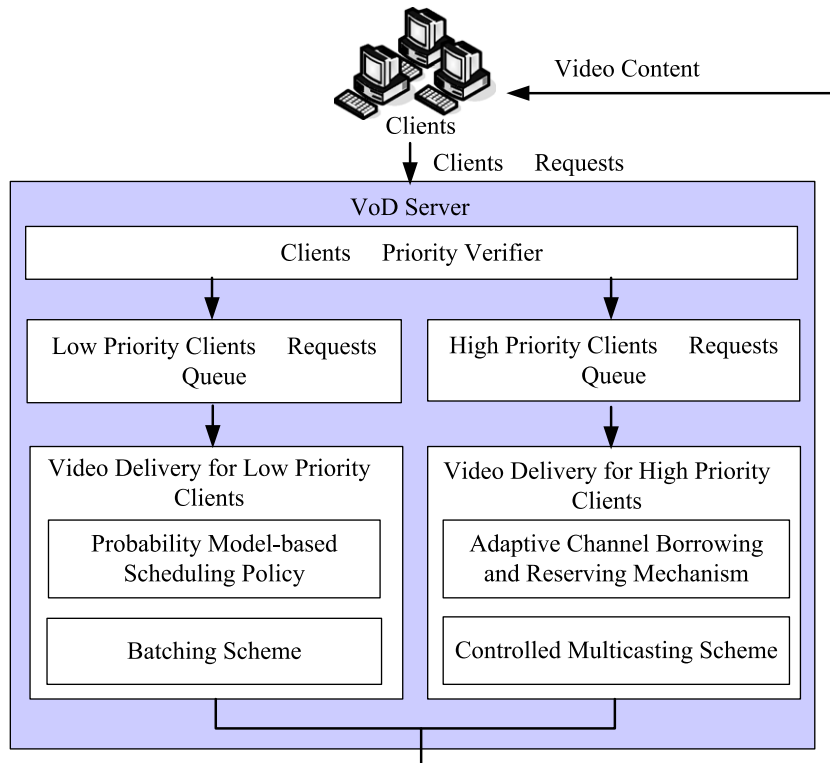 Video Content
Clients
Clients Requests
VoD Server
Clients Priority Verifier
Low Priority Clients Requests
Queue
High Priority Clients Requests
Queue
Video Delivery for Low Priority
Clients
Probability Model-based
Scheduling Policy
Batching Scheme
Video Delivery for High Priority
Clients
Adaptive Channel Borrowing
and Reserving Mechanism
Controlled Multicasting Scheme